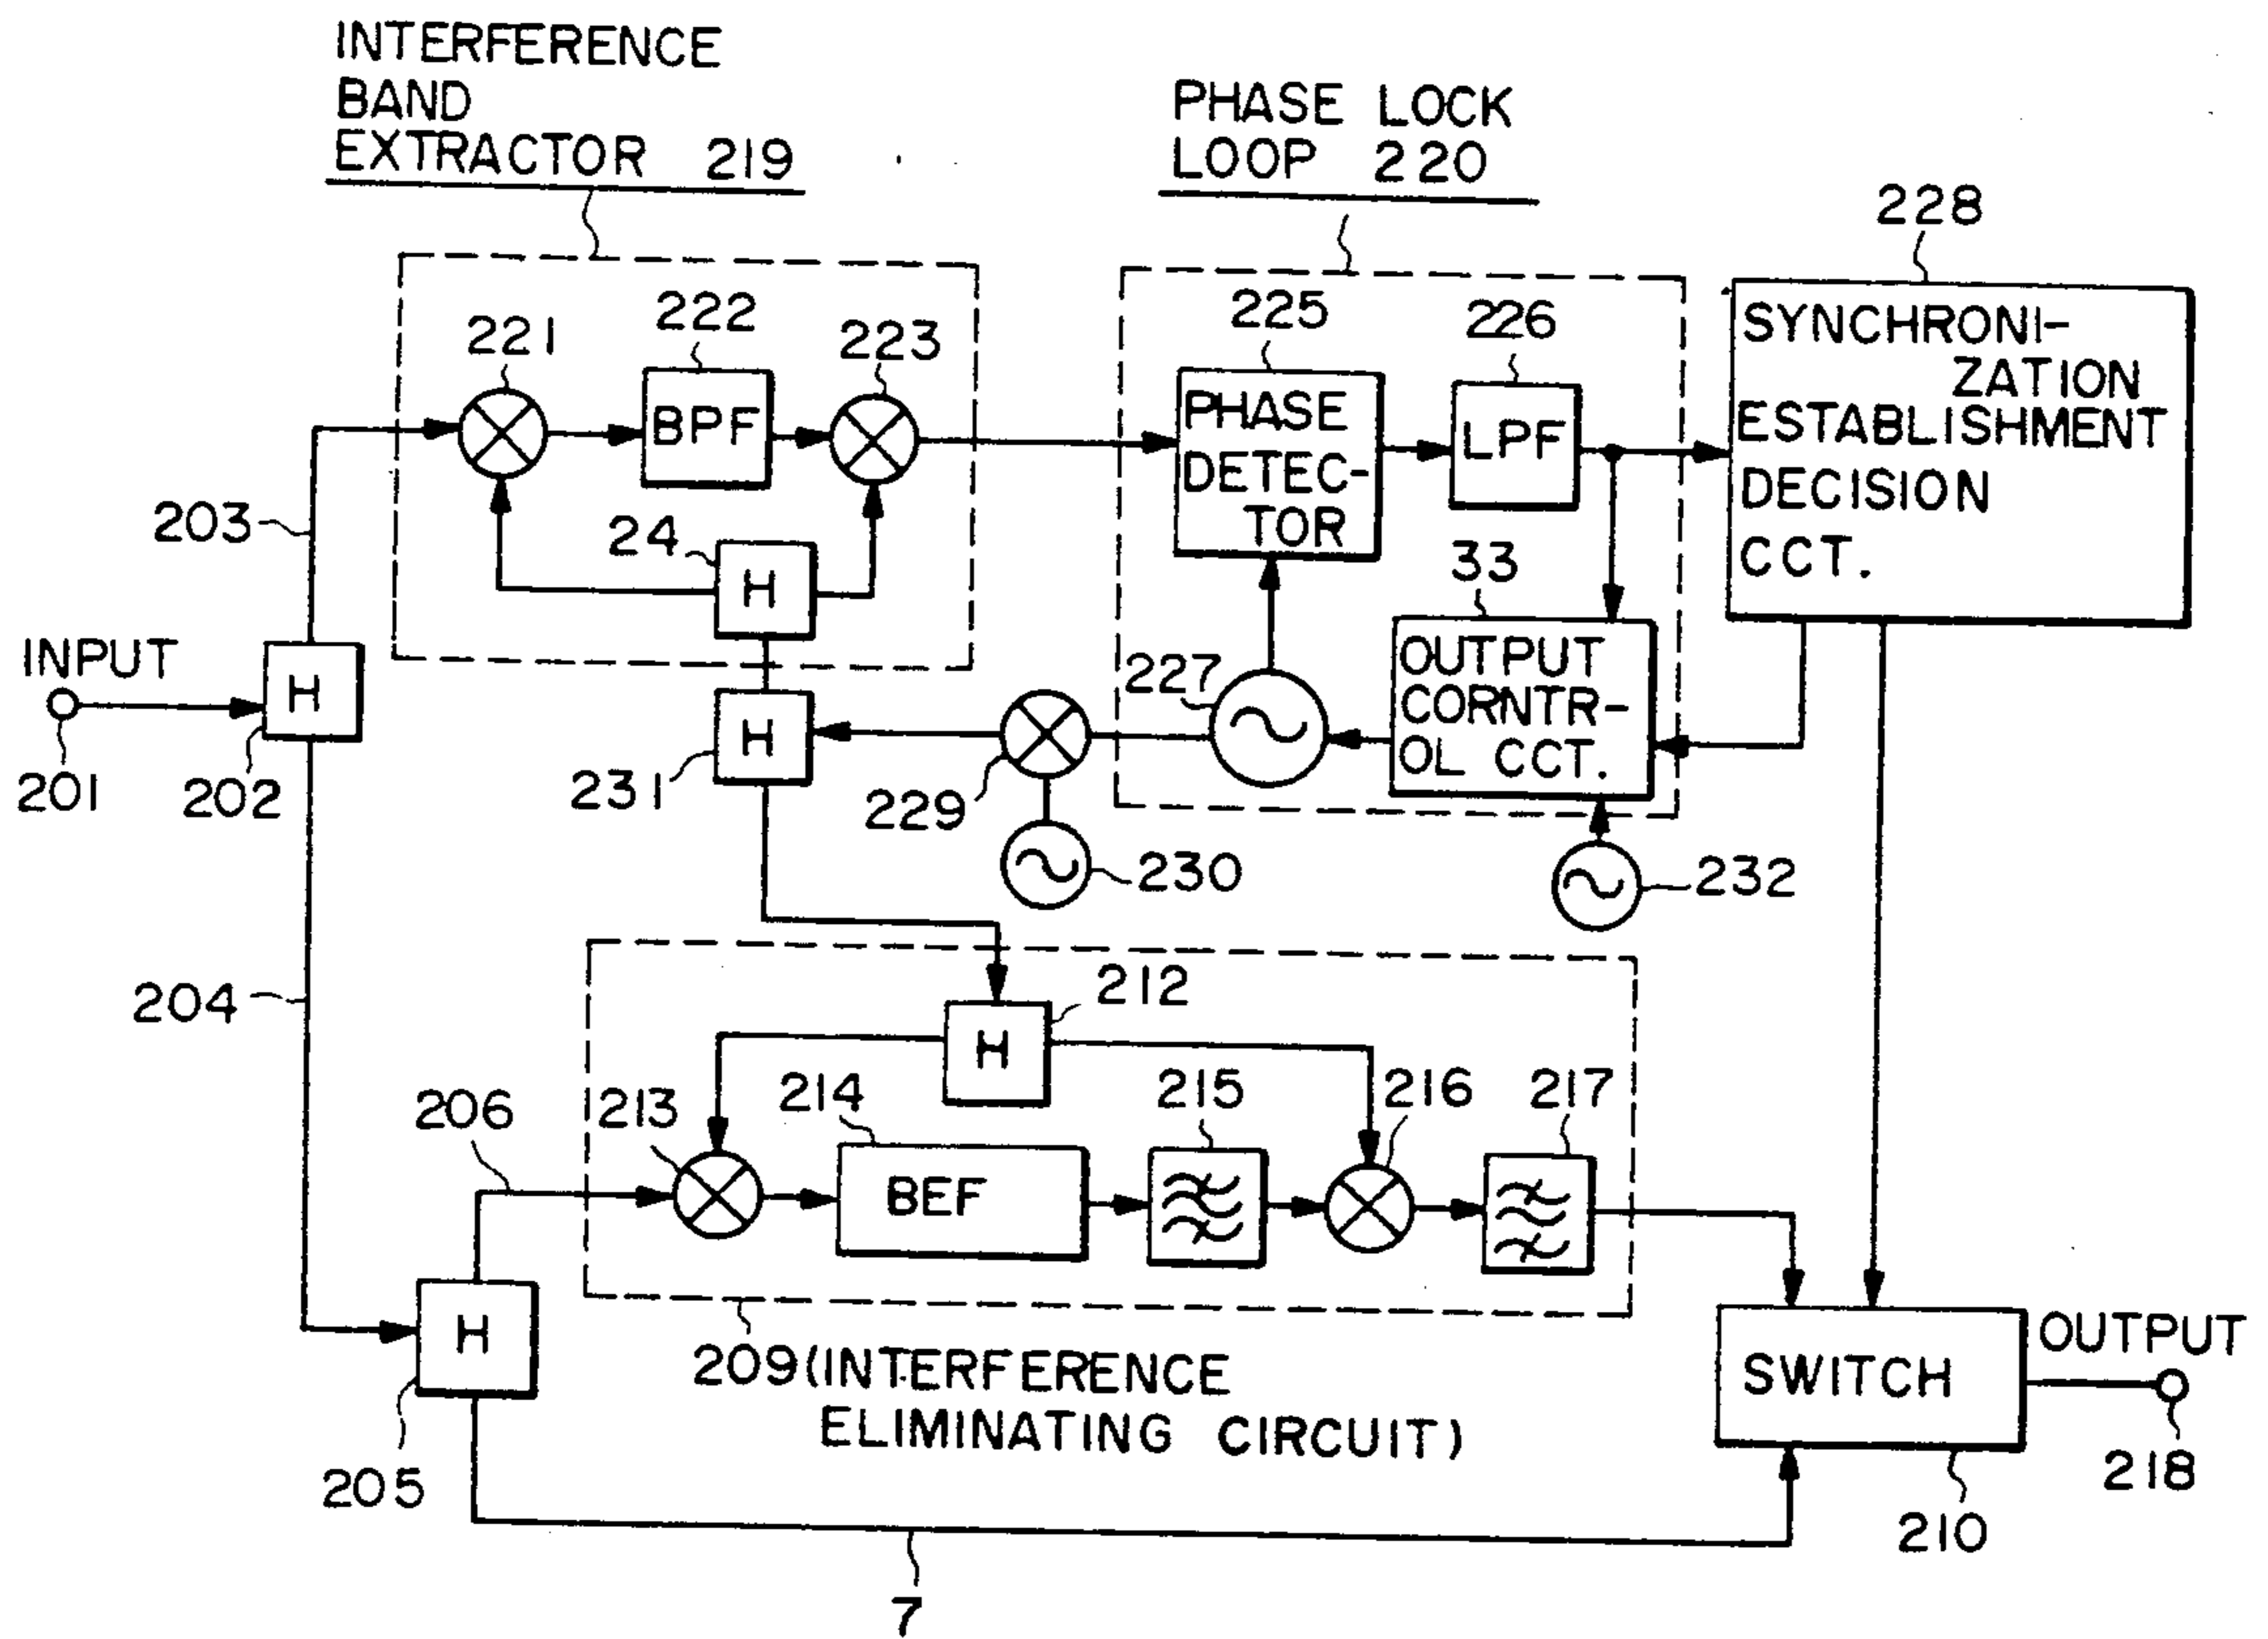 INTERFERENCE
BAND
EXTRACTOR 219
PHASE LOCK
LOOP 220
228
221
222
223
225
226
SYNCHRONI-
ZATION
ESTABLISHMENT
DECISION
CCT.
BPF
PHASE
DETEC-
TOR
LPF
203
24
H
33
INPUT
H
201
202
227
OUTPUT
CORNTR-
OL CCT.
H
231
229
230
232
204
212
H
206
213
214
215
216
217
BEF
H
205
209 (INTERFERENCE
ELIMINATING CIRCUIT)
SWITCH
OUTPUT
218
210
7